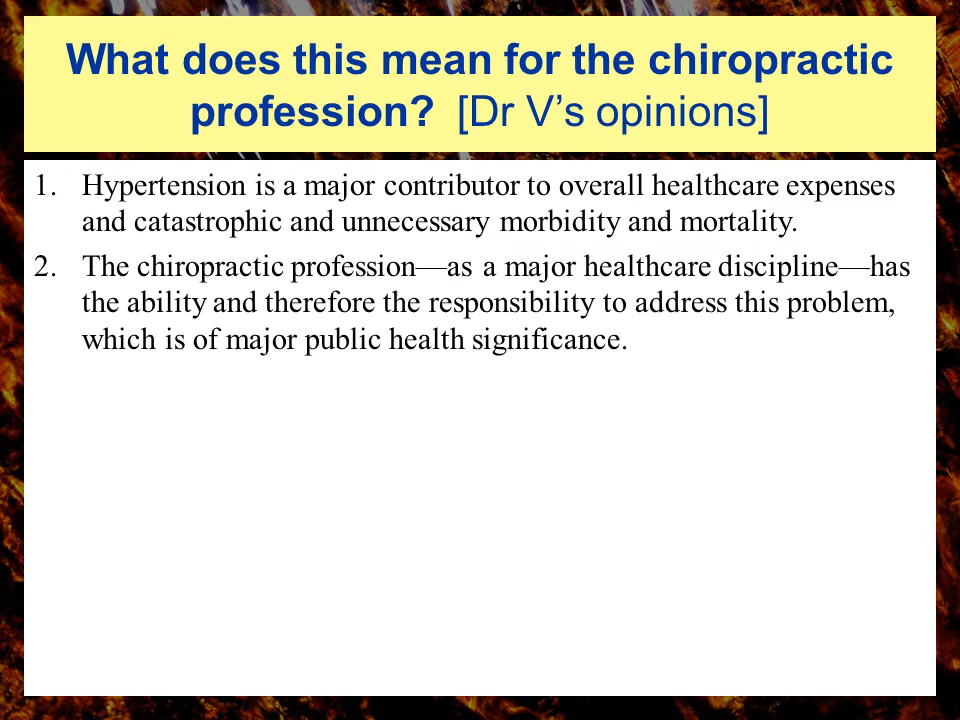 What does this mean for the chiropractic
profession? [Dr V’s opinions]
1. Hypertension is a major contributor to overall healthcare expenses
and catastrophic and unnecessary morbidity and mortality.
2. The chiropractic profession—as a major healthcare discipline—has
the ability and therefore the responsibility to address this problem,
which is of major public health significance.